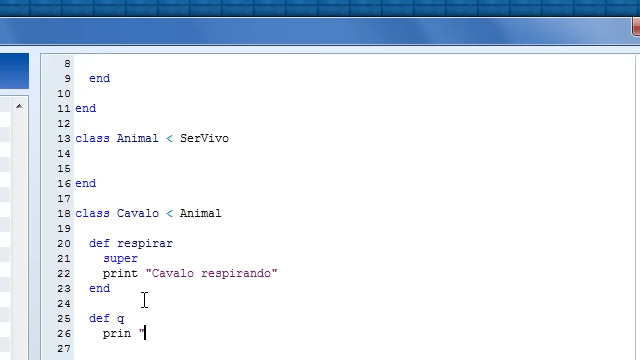 8
9 end
10
11 end
12
13 class Animal < SerVivo
14
15
16 end
17
18 class Cavalo < Animal
19
20 def respirar
21 super
22 print "Cavalo respirando"
23 end
24
25 def q
26 prin "
27